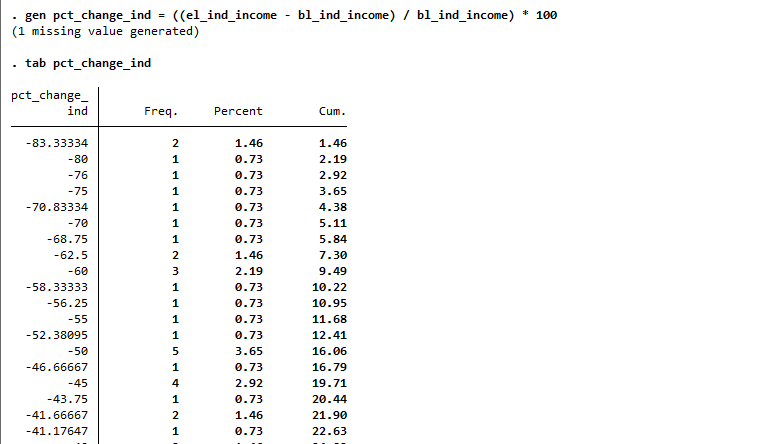 . gen pct_change_ind = ((el_ind_income - bl_ind_income) / bl_ind_income) * 100
(1 missing value generated)
. tab pct_change_ind
pct_change_
ind Freq. Percent Cum.
-83.33334 2 1.46 1.46
-80 1 0.73 2.19
-76 1 0.73 2.92
-75 1 0.73 3.65
-70.83334 1 0.73 4.38
-70 1 0.73 5.11
-68.75 1 0.73 5.84
-62.5 2 1.46 7.30
-60 3 2.19 9.49
-58.33333 1 0.73 10.22
-56.25 1 0.73 10.95
-55 1 0.73 11.68
-52.38095 1 0.73 12.41
-50 5 3.65 16.06
-46.66667 1 0.73 16.79
-45 4 2.92 19.71
-43.75 1 0.73 20.44
-41.66667 2 1.46 21.90
-41.17647 1 0.73 22.63